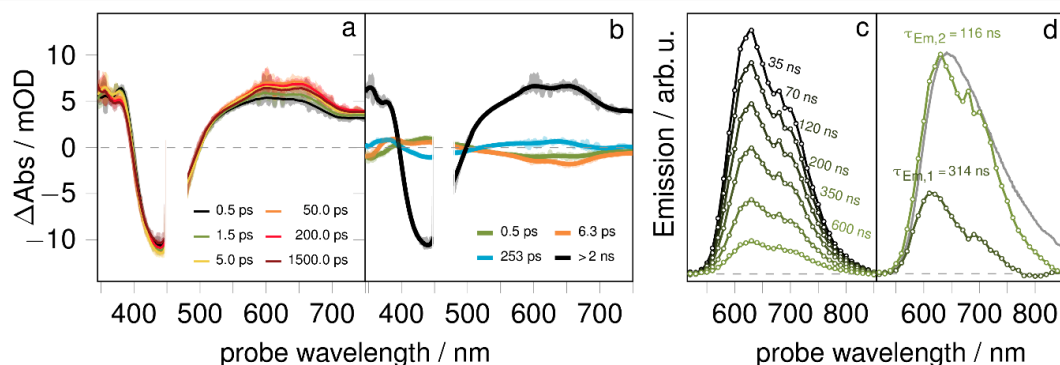 a
b
c
d
10
5
0
−5
−10
ΔAbs / mOD
0.5 ps
50.0 ps
1.5 ps
200.0 ps
5.0 ps
1500.0 ps
0.5 ps
6.3 ps
253 ps
>2 ns
400 500 600 700
400 500 600 700
probe wavelength / nm
Emission / arb. u.
35 ns
70 ns
120 ns
200 ns
350 ns
600 ns
τEm,2 = 116 ns
τEm,1 = 314 ns
600 700 800
600 700 800
probe wavelength / nm